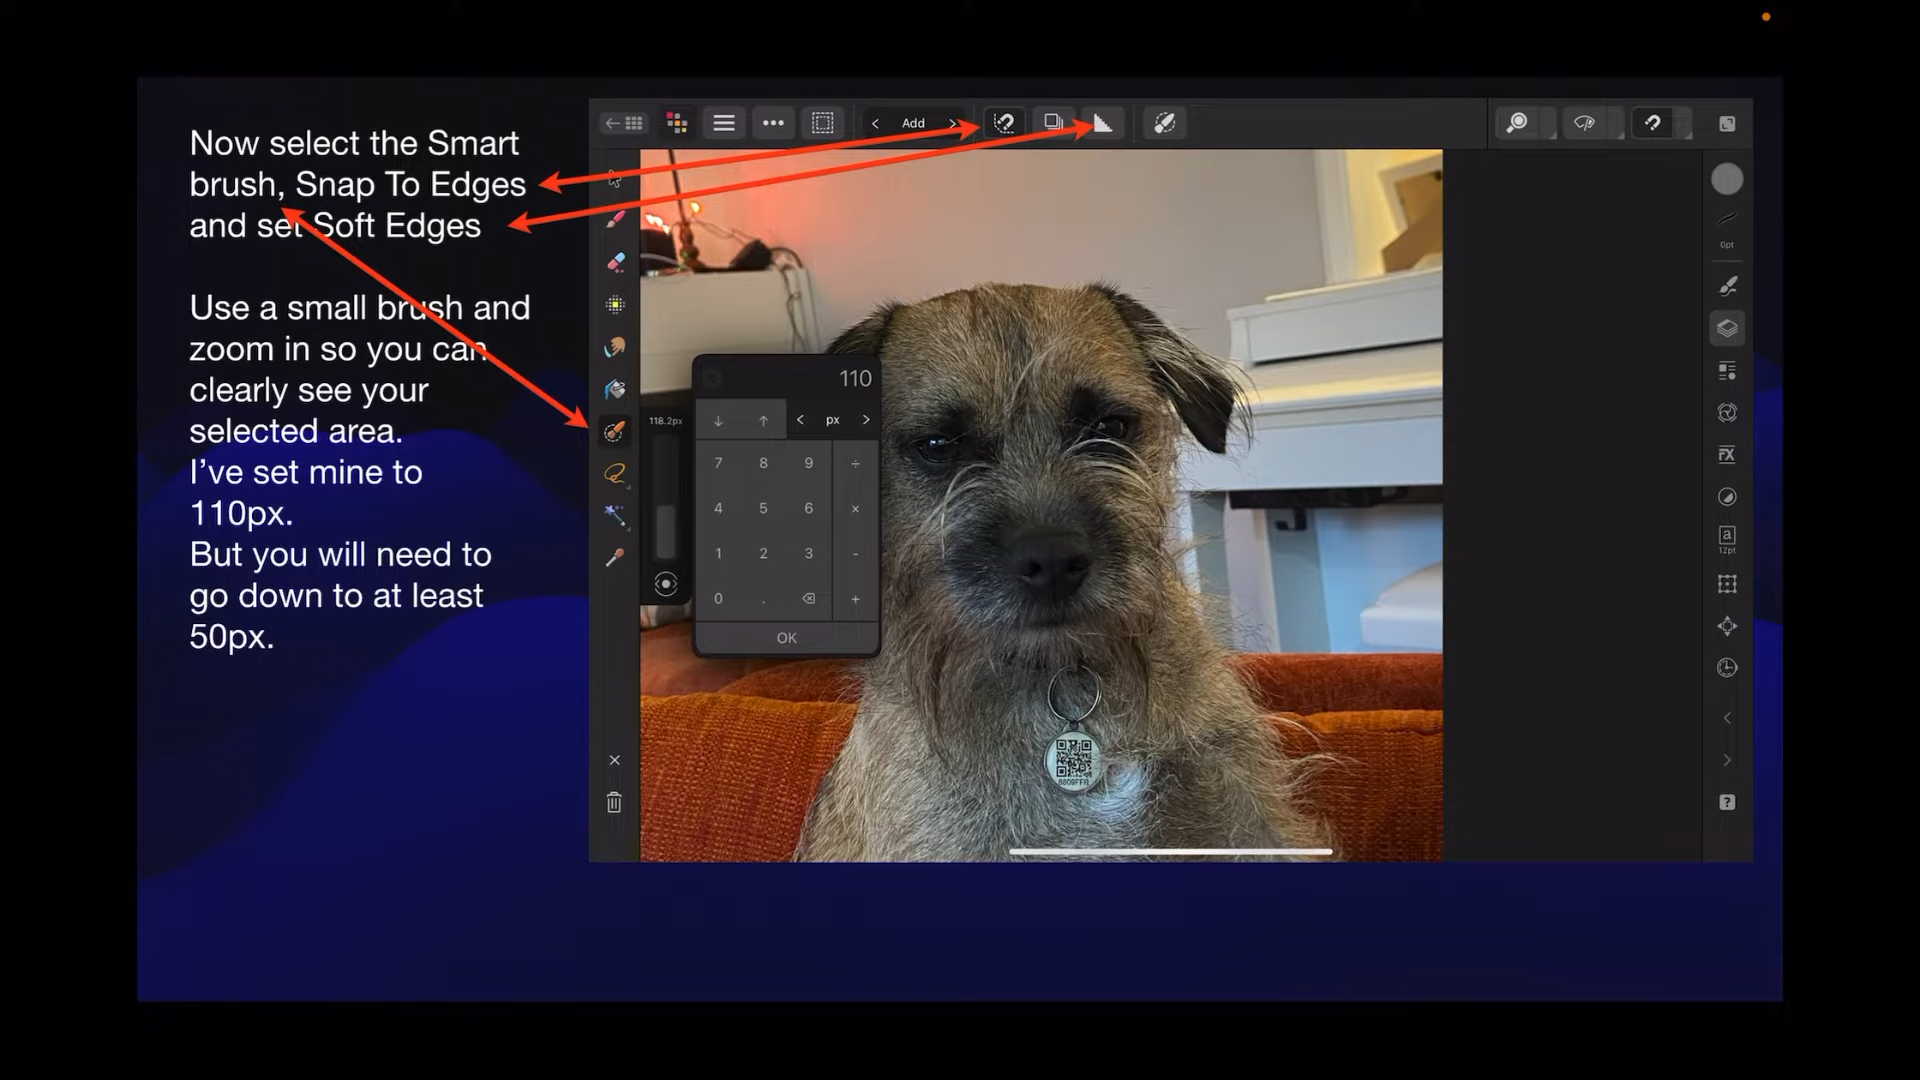 Now select the Smart
brush, Snap To Edges
and set Soft Edges
Use a small brush and
zoom in so you can
clearly see your
selected area.
I’ve set mine to
110px.
But you will need to
go down to at least
50px.
Add
0pt
110
118.2px
px
7 8 9 ÷
4 5 6 ×
1 2 3 -
0 . +
OK
FX
a
12pt
?